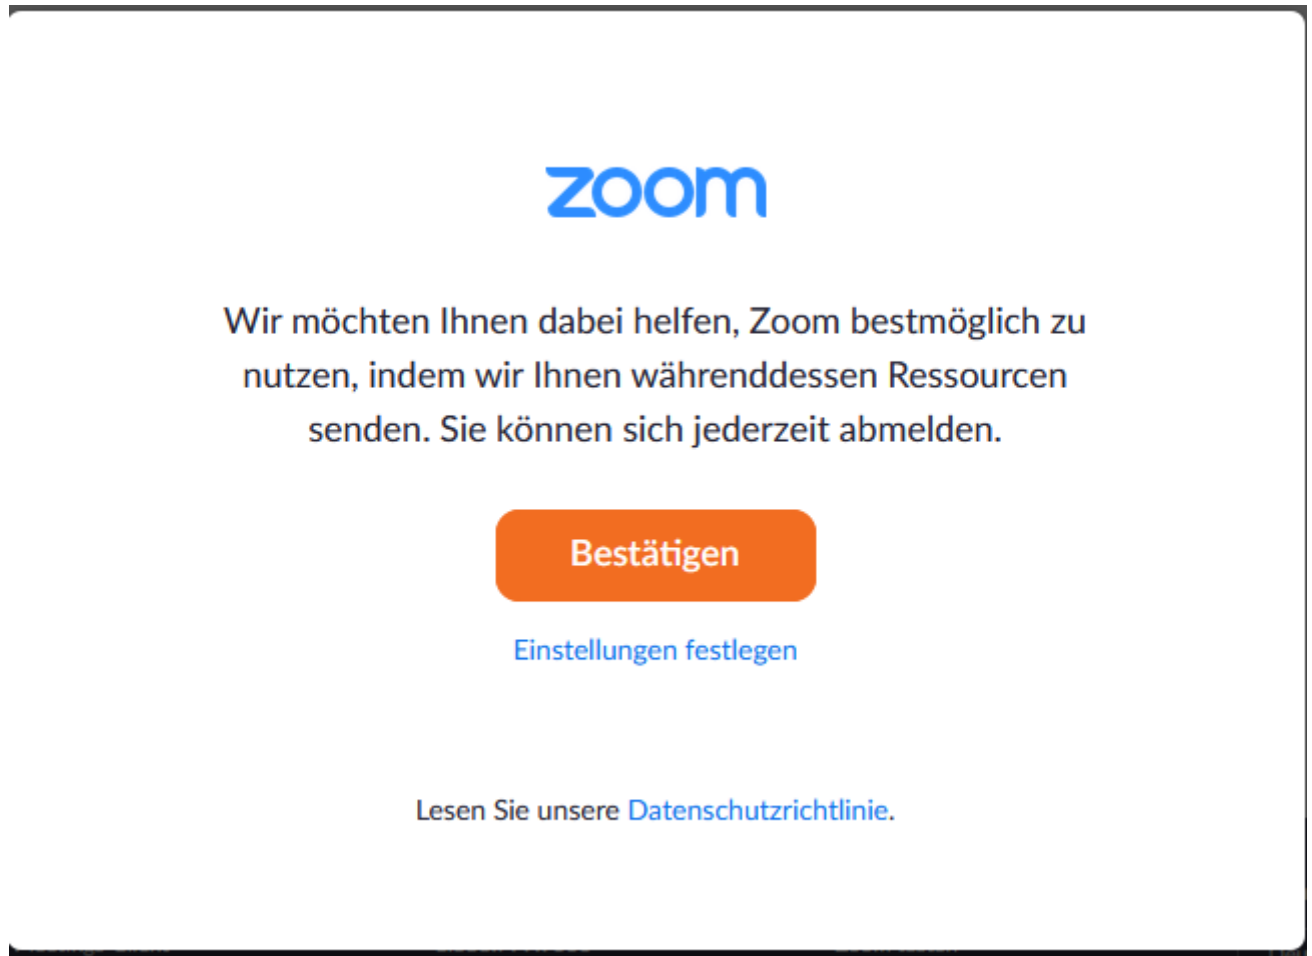 zoom
Wir möchten Ihnen dabei helfen, Zoom bestmöglich zu
nutzen, indem wir Ihnen währenddessen Ressourcen
senden. Sie können sich jederzeit abmelden.
Bestätigen
Einstellungen festlegen
Lesen Sie unsere Datenschutzrichtlinie.